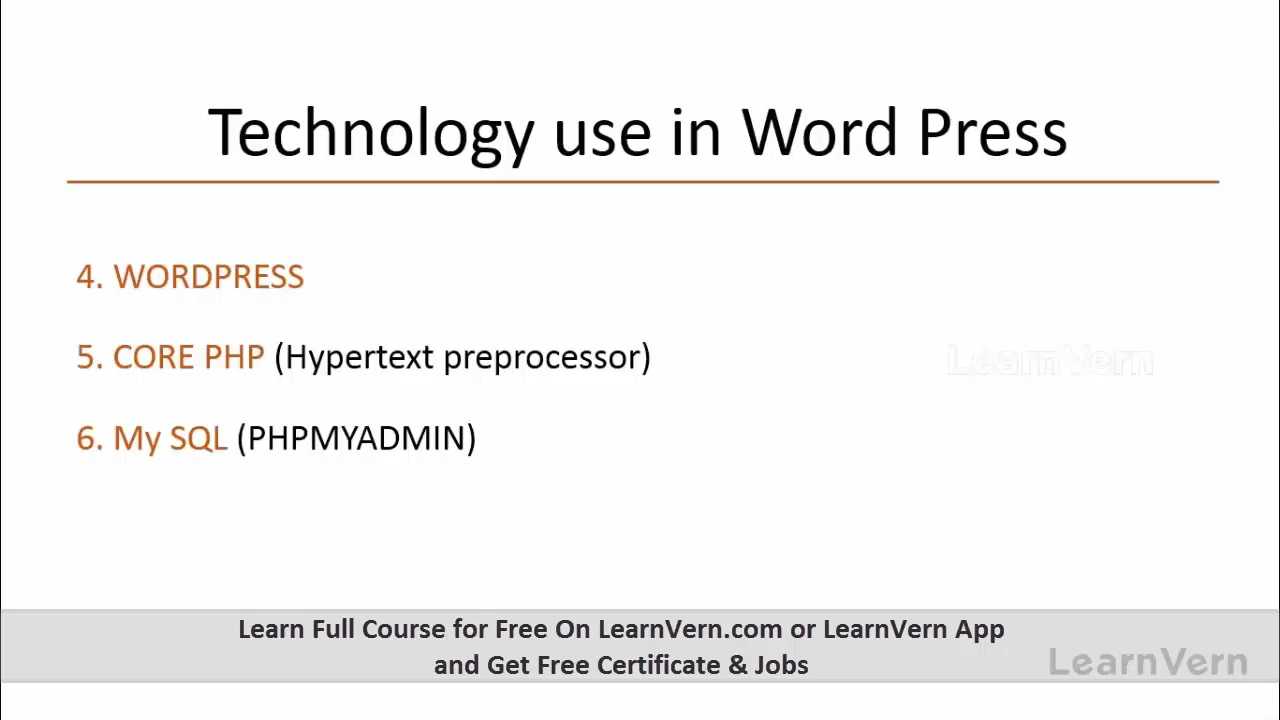 Technology use in Word Press
4. WORDPRESS
5. CORE PHP (Hypertext preprocessor)
LearnVern
6. My SQL (PHPMYADMIN)
Learn Full Course for Free On LearnVern.com or LearnVern App
and Get Free Certificate & Jobs
LearnVern